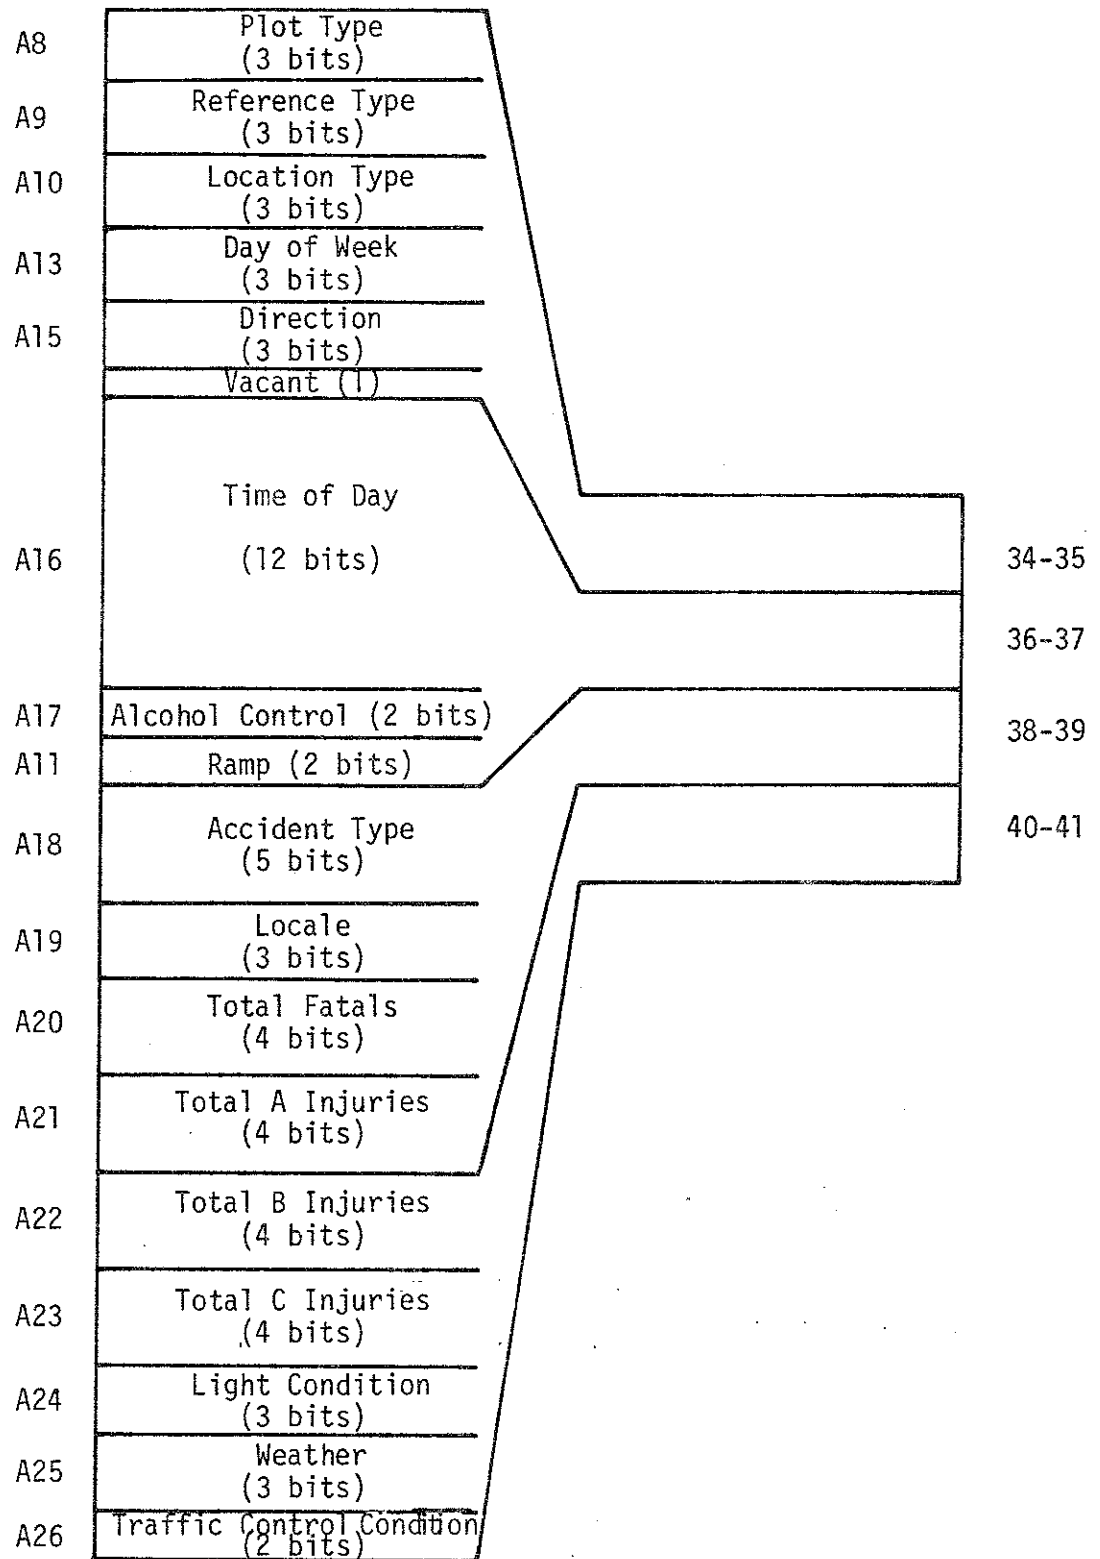 A8 Plot Type
(3 bits)
A9 Reference Type
(3 bits)
A10 Location Type
(3 bits)
A13 Day of Week
(3 bits)
A15 Direction
(3 bits)
Vacant (1)
Time of Day
A16 (12 bits)
34-35
36-37
A17 Alcohol Control (2 bits)
38-39
A11 Ramp (2 bits)
A18 Accident Type
(5 bits)
40-41
A19 Locale
(3 bits)
A20 Total Fatals
(4 bits)
A21 Total A Injuries
(4 bits)
A22 Total B Injuries
(4 bits)
A23 Total C Injuries
(4 bits)
A24 Light Condition
(3 bits)
A25 Weather
(3 bits)
A26 Traffic Control Condition
(2 bits)